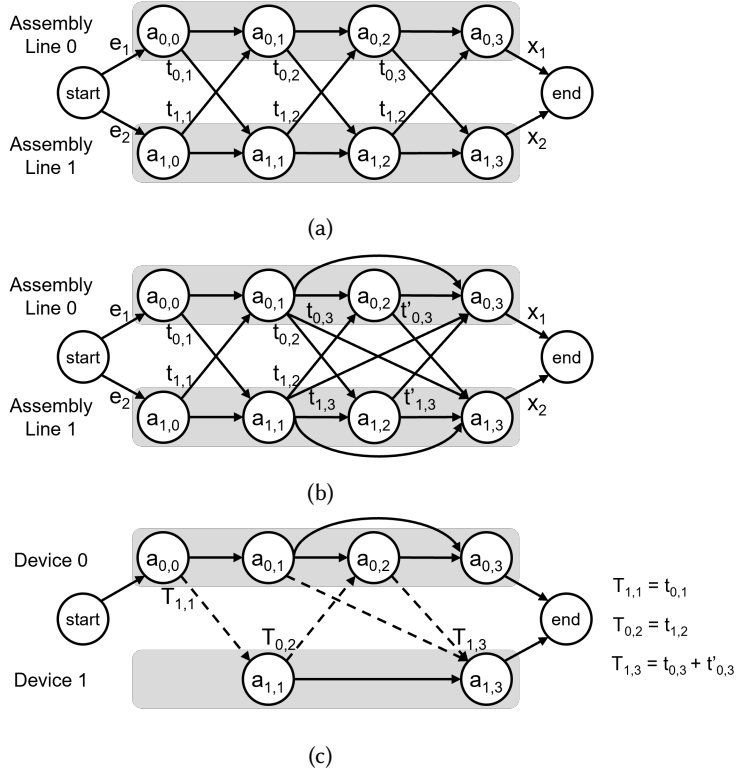 Assembly
Line 0
e1
a0,0
a0,1
a0,2
a0,3
x1
t0,1
t0,2
t0,3
start
end
t1,1
t1,2
t1,2
e2
Assembly
Line 1
a1,0
a1,1
a1,2
a1,3
x2
(a)
Assembly
Line 0
e1
a0,0
a0,1
a0,2
a0,3
x1
t0,1
t0,2
t0,3
t'0,3
start
end
t1,1
t1,2
t1,3
t'1,3
e2
Assembly
Line 1
a1,0
a1,1
a1,2
a1,3
x2
(b)
Device 0
a0,0
a0,1
a0,2
a0,3
start
end
T1,1
T0,2
T1,3
Device 1
a1,1
a1,3
T1,1 = t0,1
T0,2 = t1,2
T1,3 = t0,3 + t'0,3
(c)